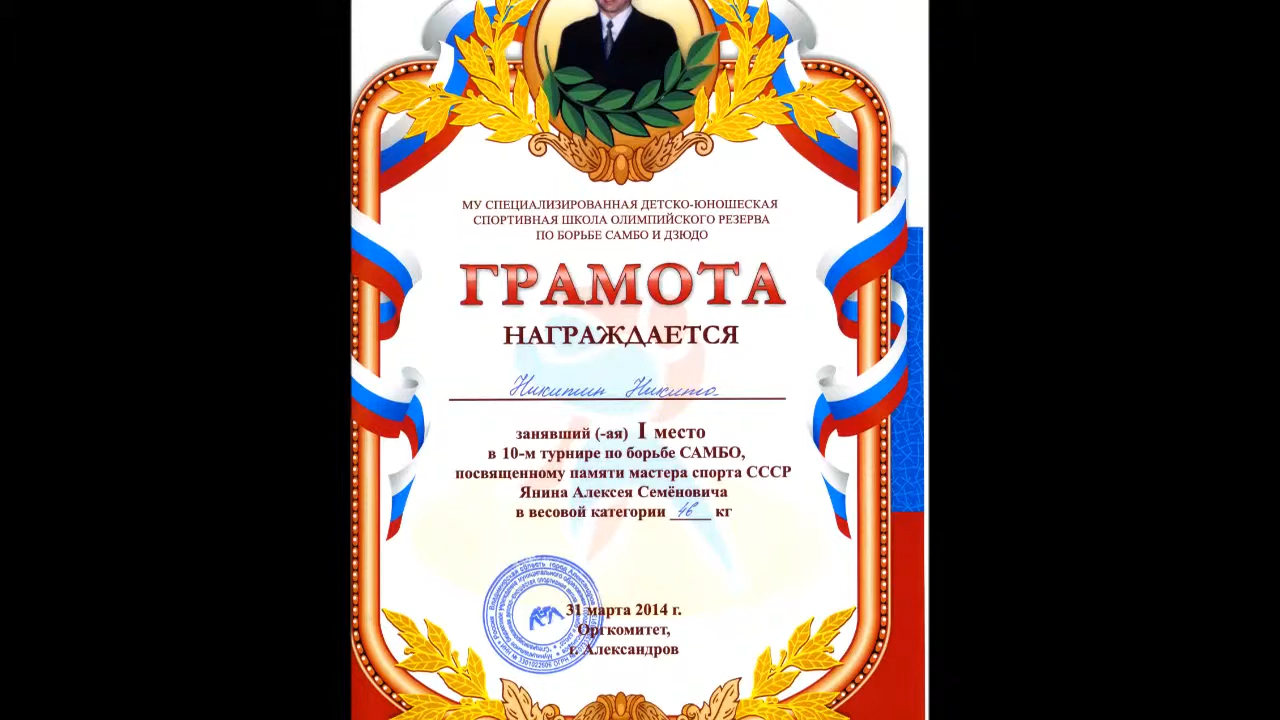 МУ СПЕЦИАЛИЗИРОВАННАЯ ДЕТСКО-ЮНОШЕСКАЯ
СПОРТИВНАЯ ШКОЛА ОЛИМПИЙСКОГО РЕЗЕРВА
ПО БОРЬБЕ САМБО И ДЗЮДО
ГРАМОТА
НАГРАЖДАЕТСЯ
Никитин Никита
занявший (-ая) I место
в 10-м турнире по борьбе САМБО,
посвященному памяти мастера спорта СССР
Янина Алексея Семёновича
в весовой категории 46 кг
31 марта 2014 г.
Оргкомитет,
г. Александров